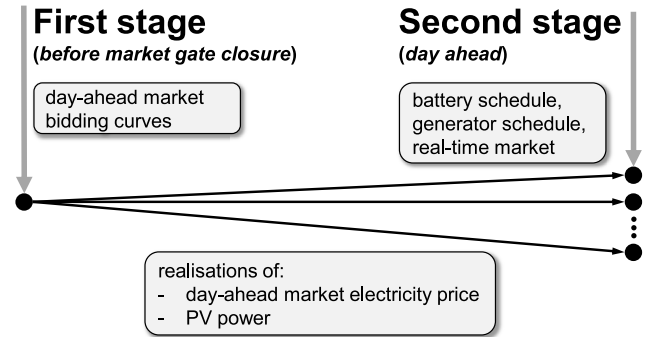 First stage
(before market gate closure)
day-ahead market
bidding curves
Second stage
(day ahead)
battery schedule,
generator schedule,
real-time market
realisations of:
- day-ahead market electricity price
- PV power